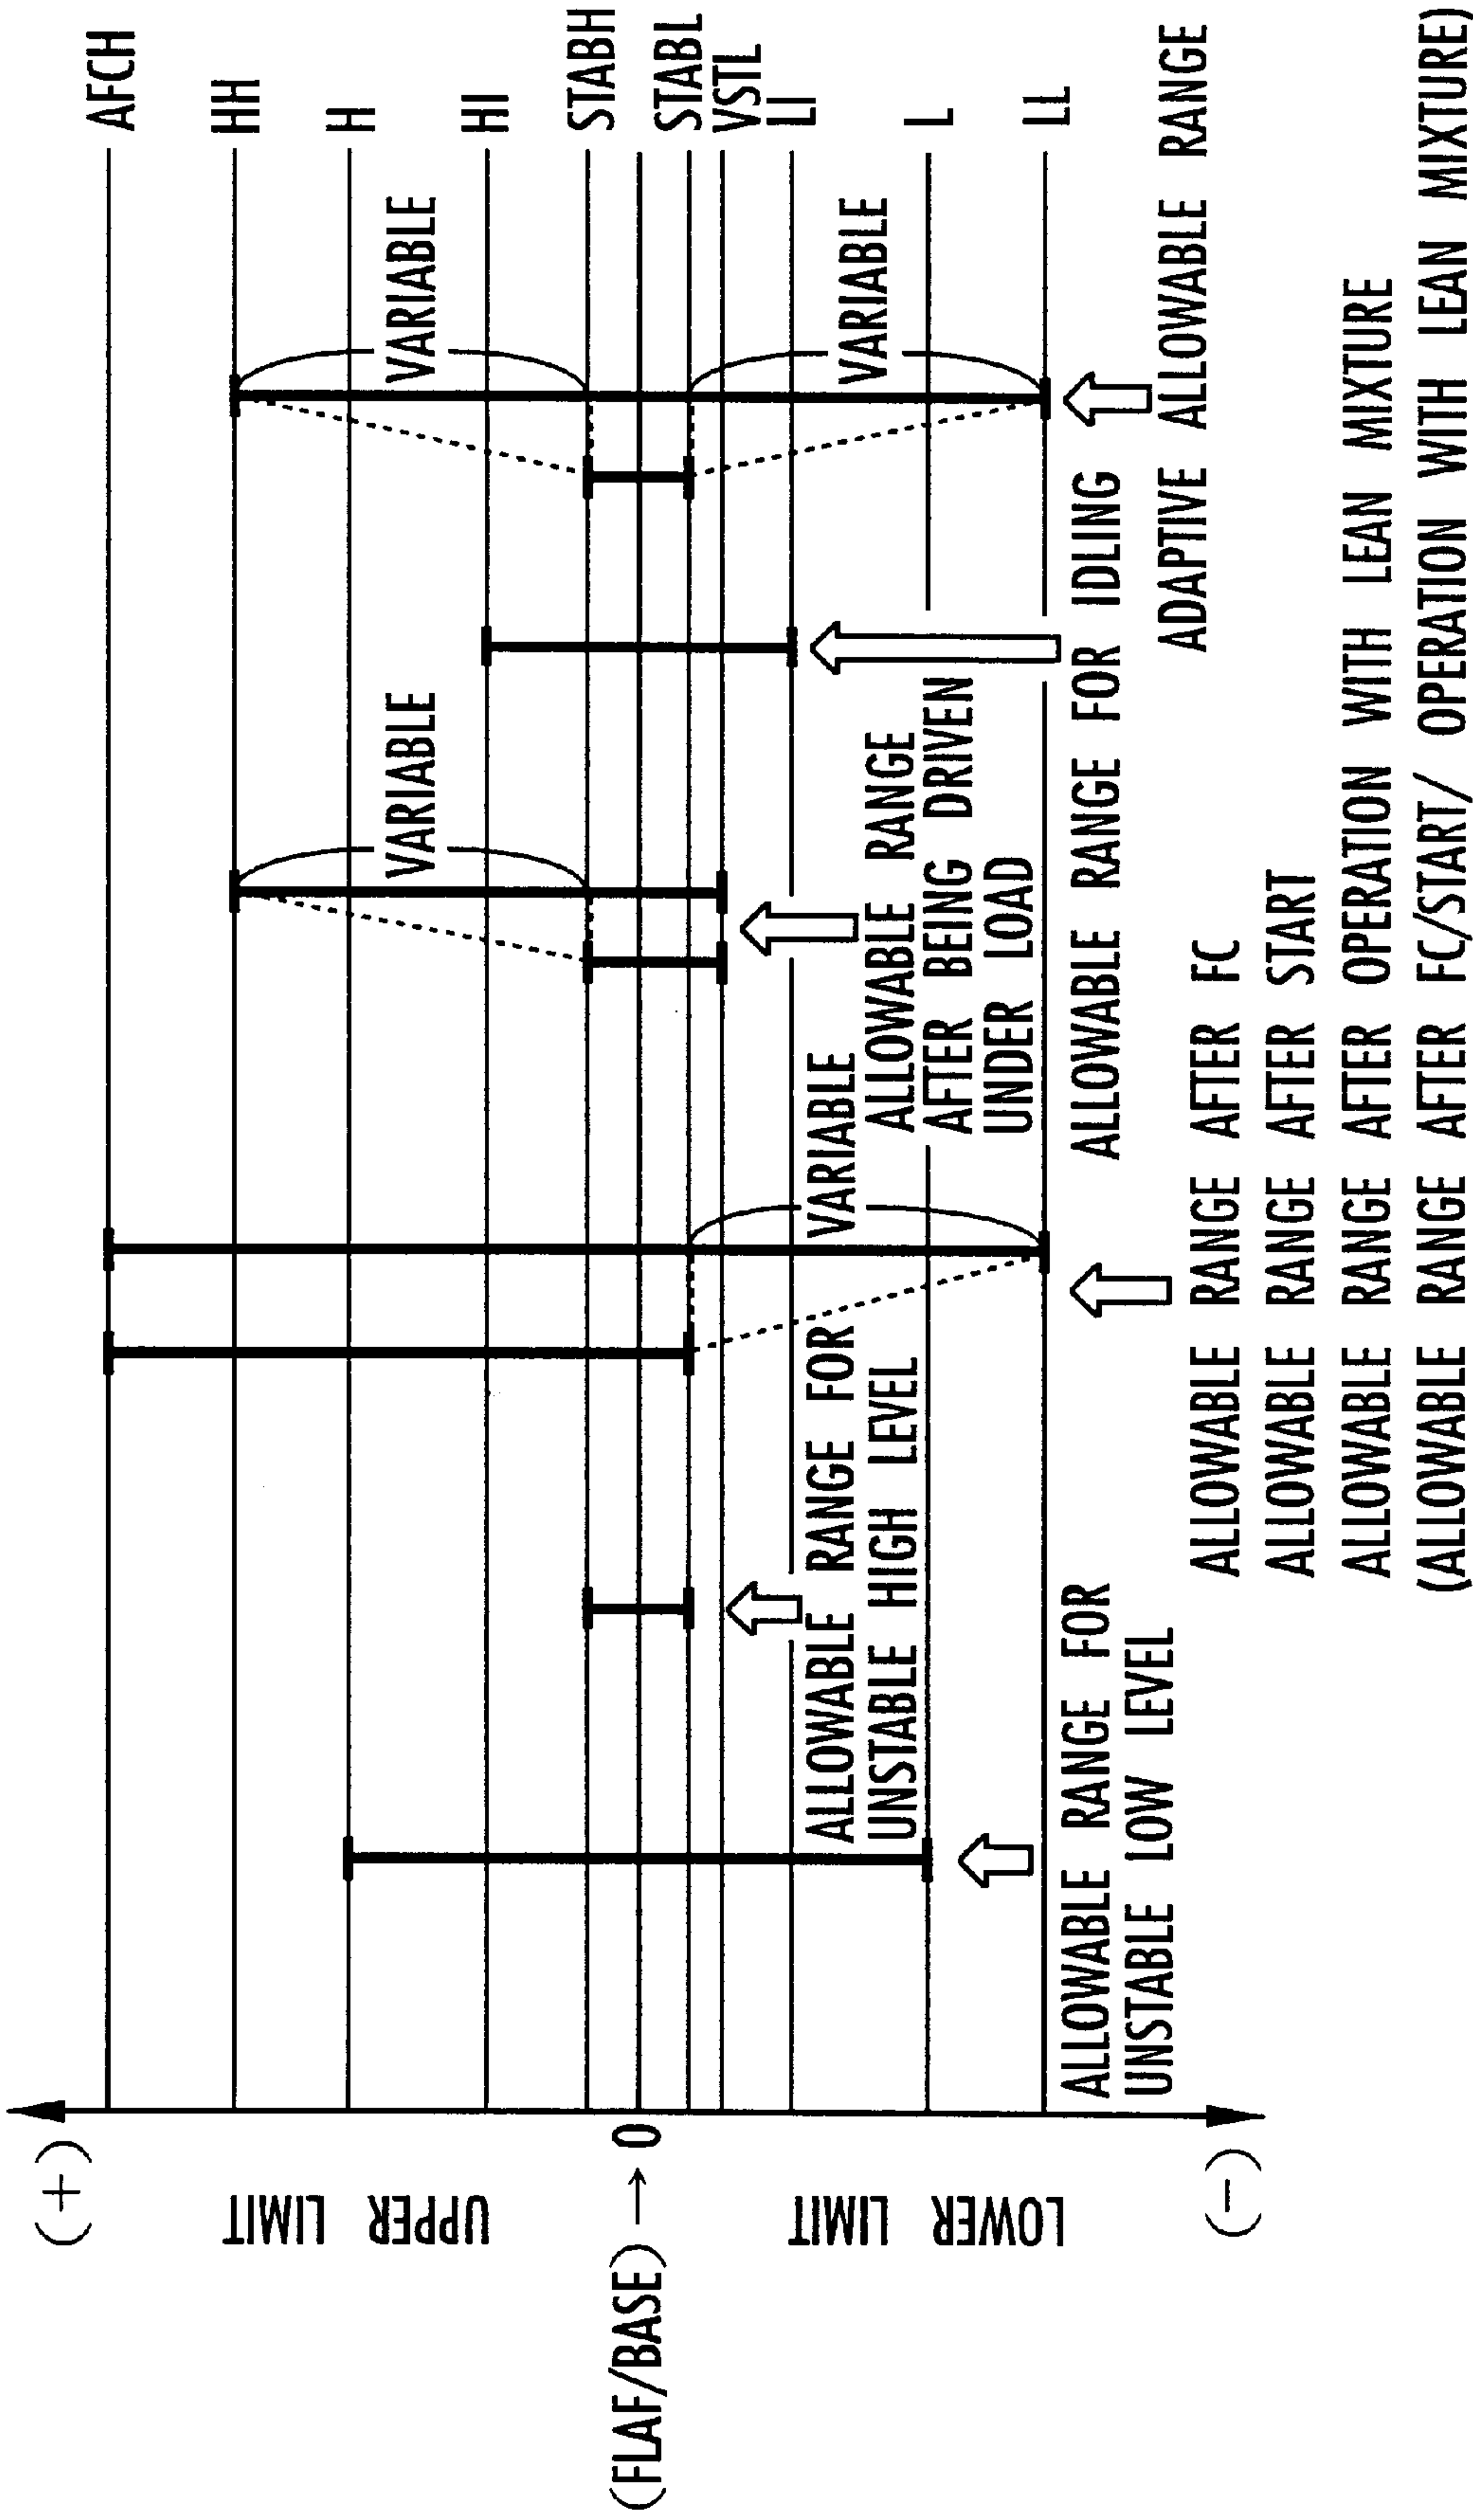 (+)
UPPER LIMIT
(FLAF/BASE) → 0
LOWER LIMIT
(−)
AFCH
HH
H
HI
STABH
STABL
VSTL
LI
L
LL
ALLOWABLE RANGE FOR
UNSTABLE LOW LEVEL
ALLOWABLE RANGE FOR
UNSTABLE HIGH LEVEL
VARIABLE
ALLOWABLE RANGE AFTER FC
ALLOWABLE RANGE AFTER START
ALLOWABLE RANGE AFTER OPERATION WITH LEAN MIXTURE
(ALLOWABLE RANGE AFTER FC/START/ OPERATION WITH LEAN MIXTURE)
VARIABLE
ALLOWABLE RANGE
AFTER BEING DRIVEN
UNDER LOAD
ALLOWABLE RANGE FOR IDLING
VARIABLE
VARIABLE
ADAPTIVE ALLOWABLE RANGE